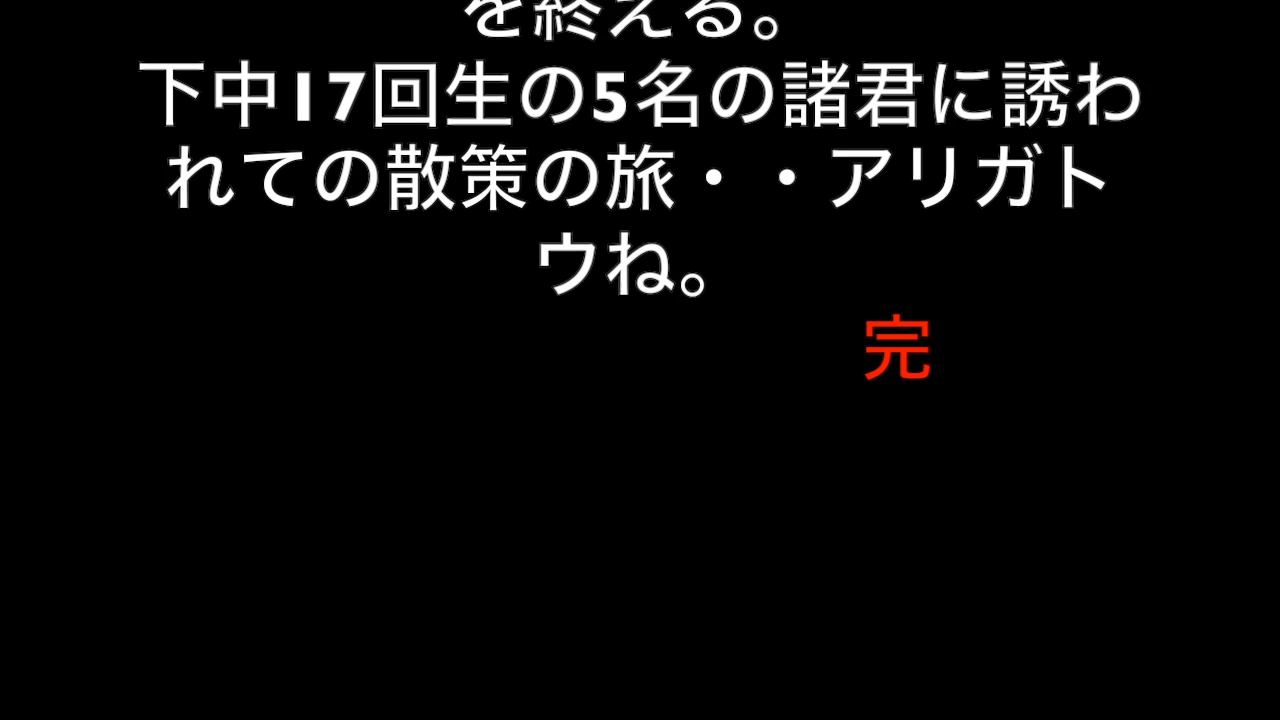 を終える。
下中17回生の5名の諸君に誘わ
れての散策の旅・・アリガト
ウね。
完